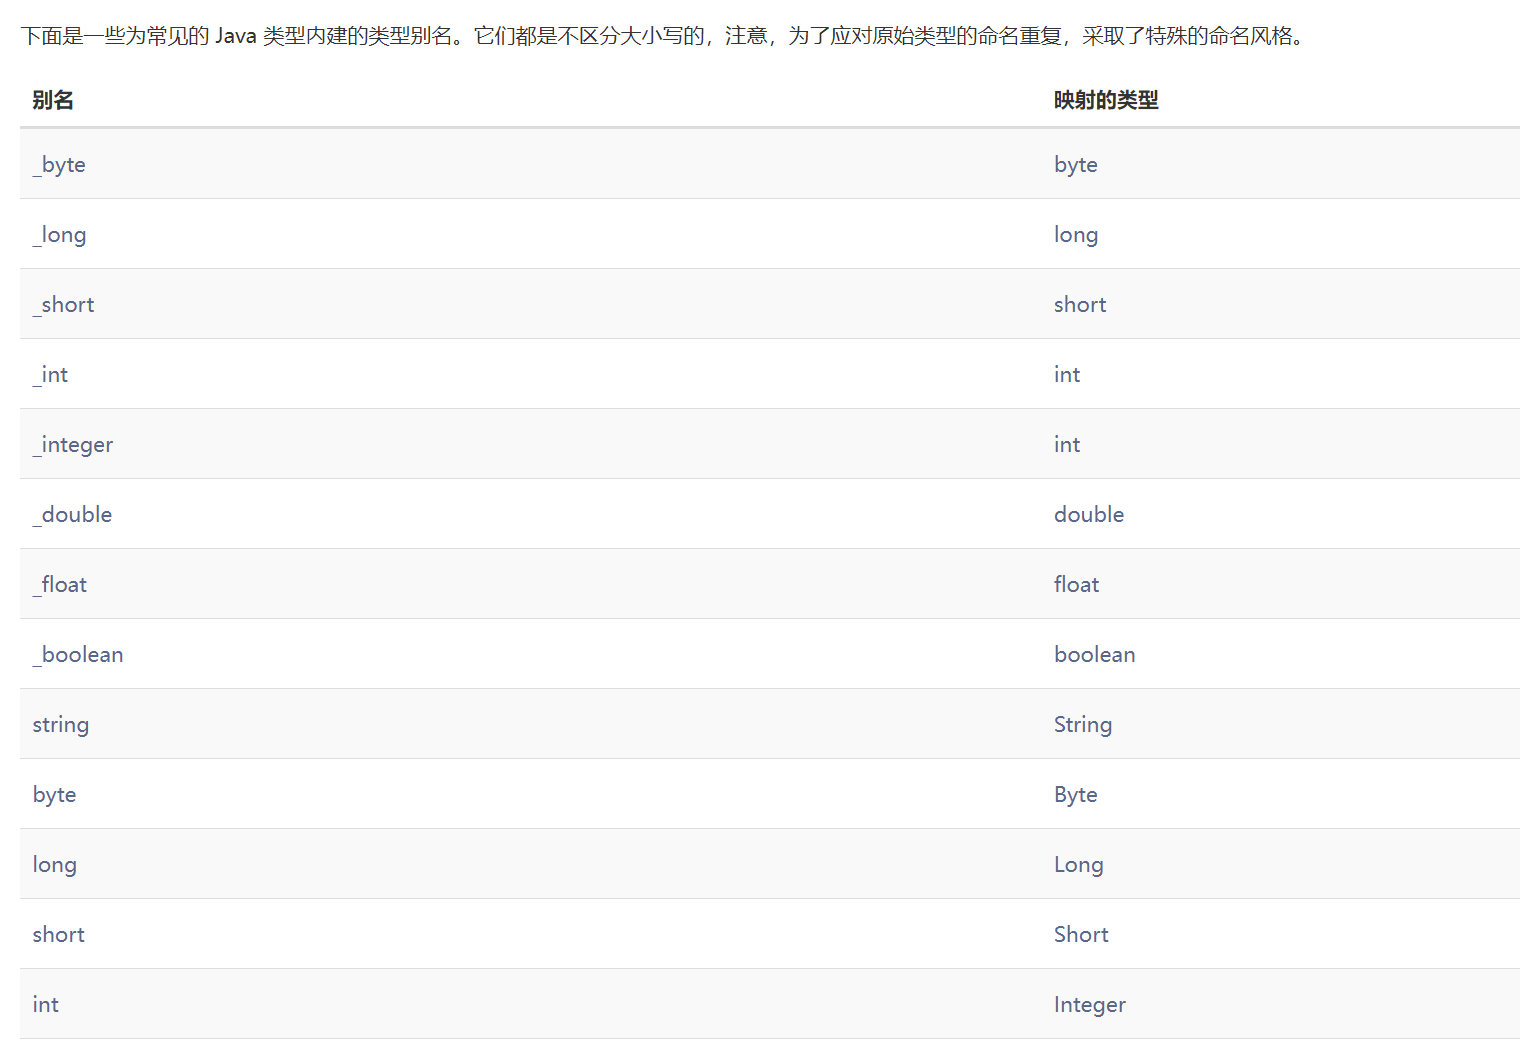 下面是一些为常见的 Java 类型内建的类型别名。它们都是不区分大小写的，注意，为了应对原始类型的命名重复，采取了特殊的命名风格。
别名 映射的类型
_byte byte
_long long
_short short
_int int
_integer int
_double double
_float float
_boolean boolean
string String
byte Byte
long Long
short Short
int Integer